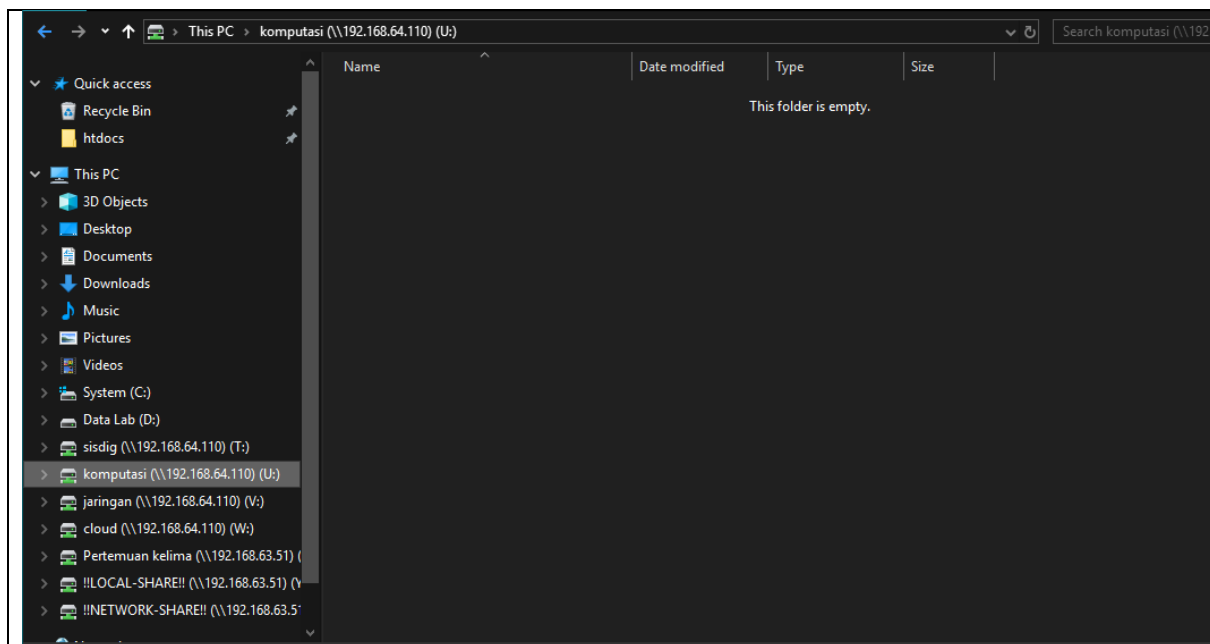 This PC > komputasi (\\192.168.64.110) (U:)
Search komputasi (\\192
Name Date modified Type Size
This folder is empty.
Quick access
Recycle Bin
htdocs
This PC
3D Objects
Desktop
Documents
Downloads
Music
Pictures
Videos
System (C:)
Data Lab (D:)
sisdig (\\192.168.64.110) (T:)
komputasi (\\192.168.64.110) (U:)
jaringan (\\192.168.64.110) (V:)
cloud (\\192.168.64.110) (W:)
Pertemuan kelima (\\192.168.63.51) (
!!LOCAL-SHARE!! (\\192.168.63.51) (Y
!!NETWORK-SHARE!! (\\192.168.63.5